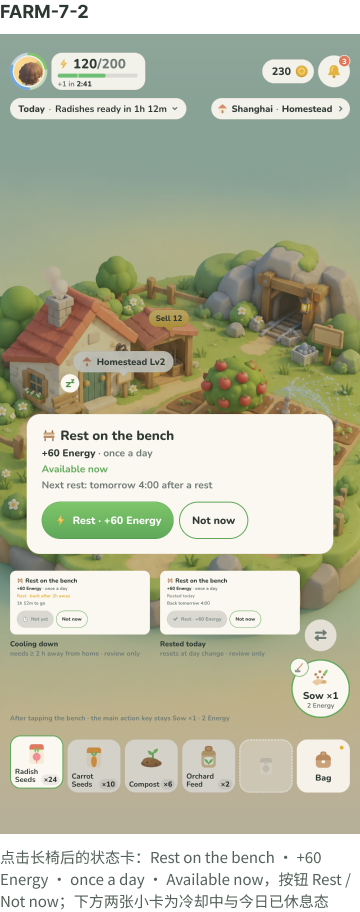 FARM-7-2
120/200
+1 in 2:41
230
3
Today · Radishes ready in 1h 12m
Shanghai · Homestead
Sell 12
Homestead Lv2
zz
Rest on the bench
+60 Energy · once a day
Available now
Next rest: tomorrow 4:00 after a rest
Rest · +60 Energy
Not now
Rest on the bench
+60 Energy · once a day
Rest · back after 2h away
1h 12m to go
Not yet
Not now
Rest on the bench
+60 Energy · once a day
Rested today
Back tomorrow 4:00
Rest · +60 Energy
Not now
Cooling down
needs ≥ 2 h away from home · review only
Rested today
resets at day change · review only
Sow ×1
2 Energy
After tapping the bench · the main action key stays Sow ×1 · 2 Energy
Radish Seeds ×24
Carrot Seeds ×10
Compost ×6
Orchard Feed ×2
Bag
点击长椅后的状态卡：Rest on the bench · +60
Energy · once a day · Available now，按钮 Rest /
Not now；下方两张小卡为冷却中与今日已休息态